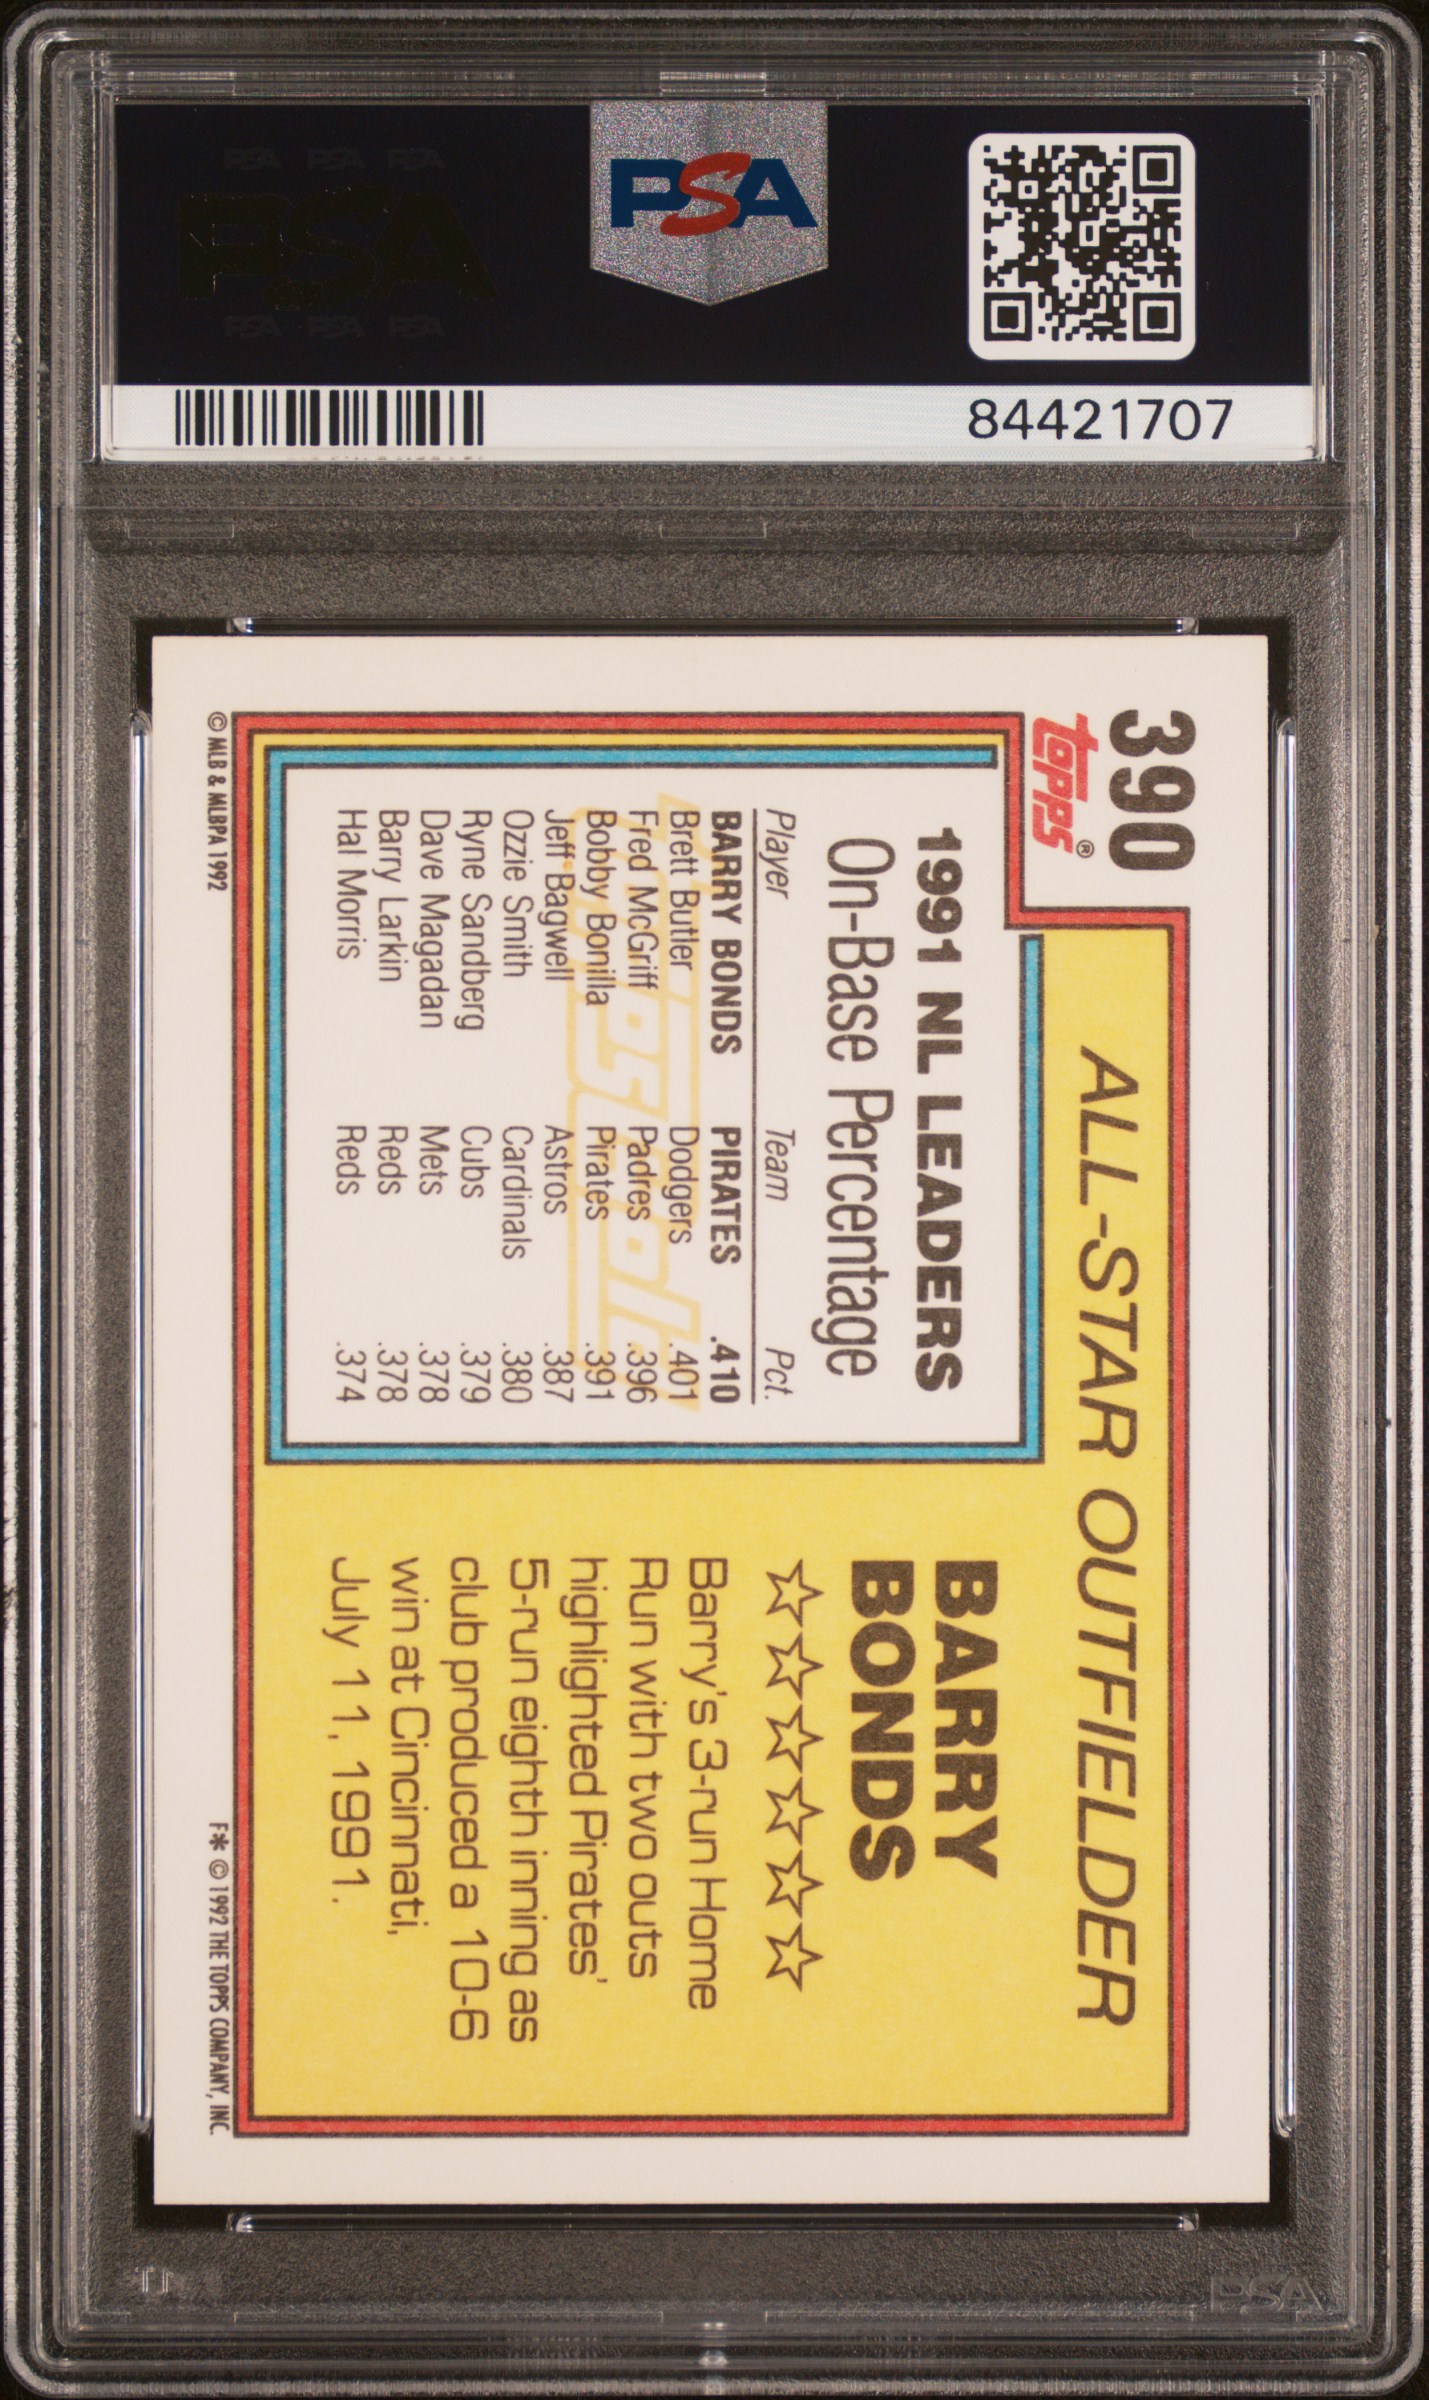 PSA PSA PSA
PSA
PSA PSA PSA
PSA
84421707
390
topps®
ALL-STAR OUTFIELDER
1991 NL LEADERS
On-Base Percentage
Player Team Pct.
BARRY BONDS PIRATES .410
Brett Butler Dodgers .401
Fred McGriff Padres .396
Bobby Bonilla Pirates .391
Jeff Bagwell Astros .387
Ozzie Smith Cardinals .380
Ryne Sandberg Cubs .379
Dave Magadan Mets .378
Barry Larkin Reds .378
Hal Morris Reds .374
BARRY
BONDS
Barry's 3-run Home
Run with two outs
highlighted Pirates'
5-run eighth inning as
club produced a 10-6
win at Cincinnati,
July 11, 1991.
© MLB & MLBPA 1992
F* © 1992 THE TOPPS COMPANY, INC.
PSA